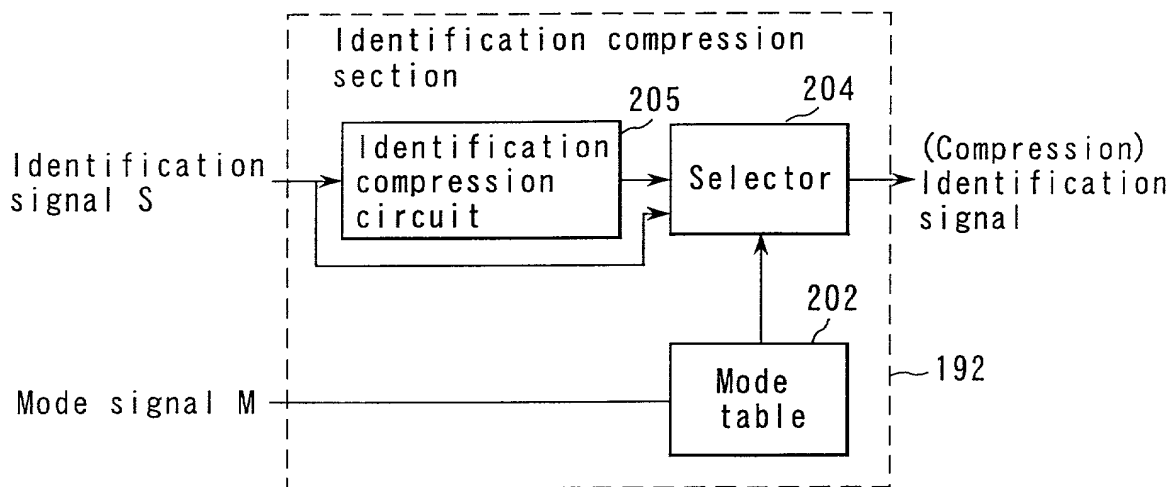 Identification compression
section
205
204
Identification
signal S
Identification
compression
circuit
Selector
(Compression)
Identification
signal
202
Mode signal M
Mode
table
192